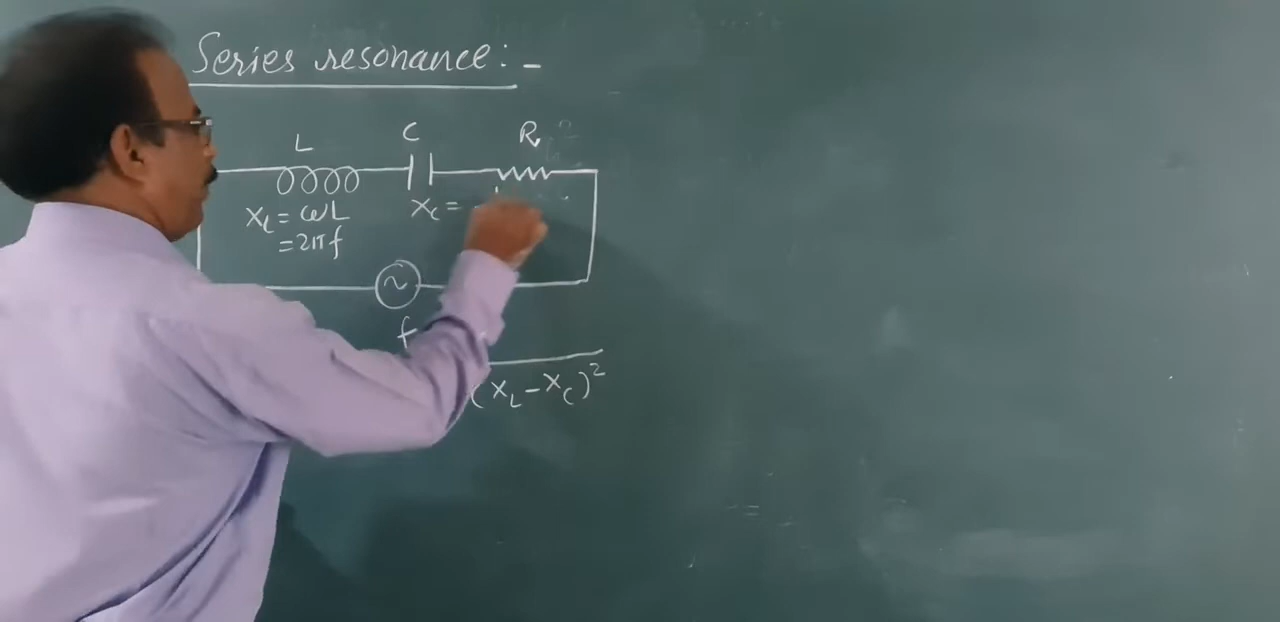 Series resonance:-
L C R
X_L = ωL X_C =
= 2πf
~
f
(X_L - X_C)²